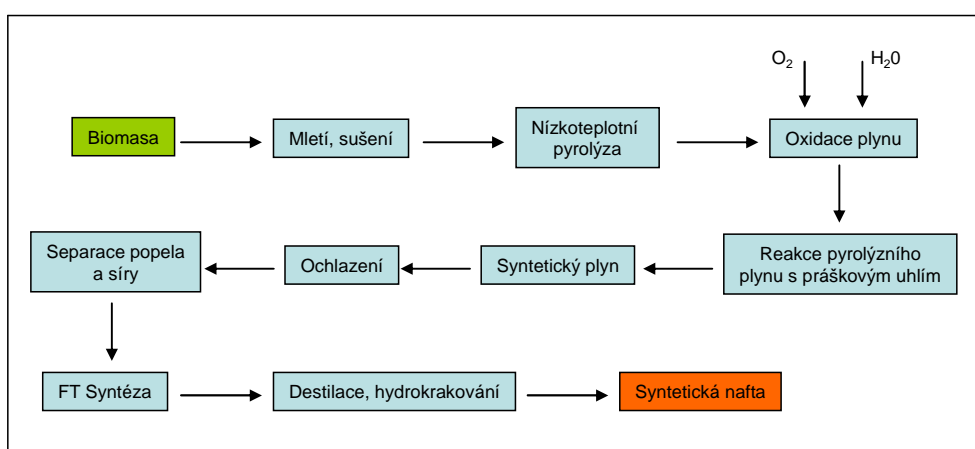 O₂
H₂0
Biomasa
Mletí, sušení
Nízkoteplotní
pyrolýza
Oxidace plynu
Reakce pyrolýzního
plynu s práškovým uhlím
Syntetický plyn
Ochlazení
Separace popela
a síry
FT Syntéza
Destilace, hydrokrakování
Syntetická nafta